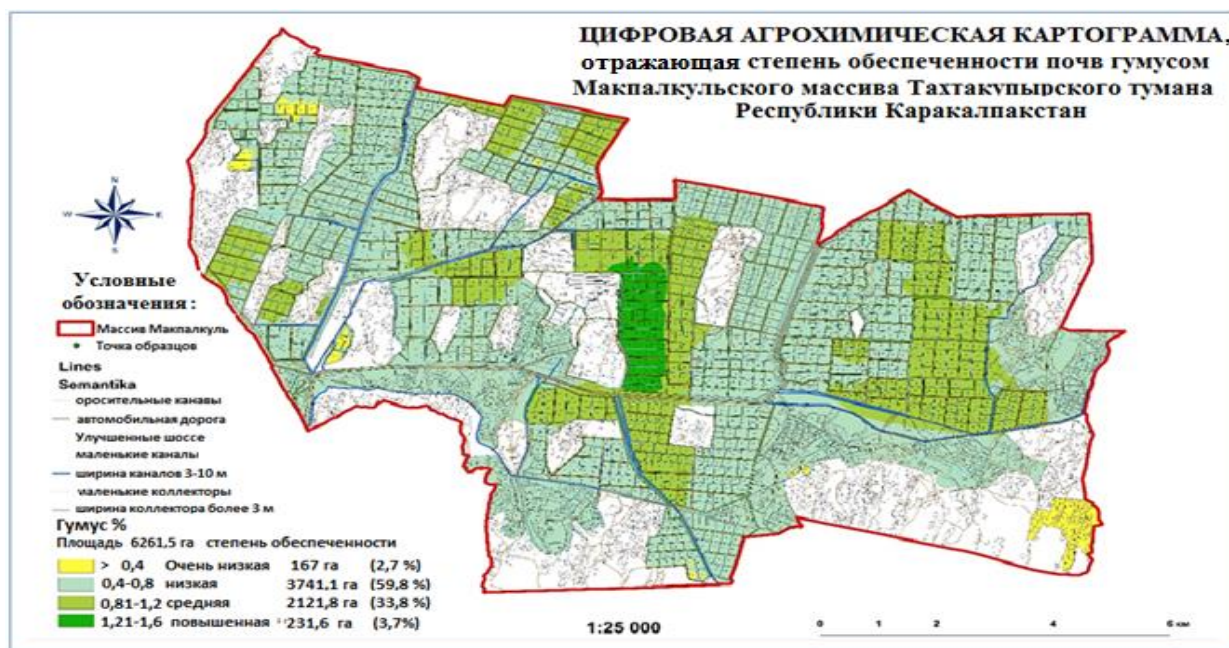 ЦИФРОВАЯ АГРОХИМИЧЕСКАЯ КАРТОГРАММА,
отражающая степень обеспеченности почв гумусом
Макпалкульского массива Тахтакупырского тумана
Республики Каракалпакстан
N
W
E
S
Условные
обозначения :
Массив Макпалкуль
Точка образцов
Lines
Semantika
оросительные канавы
автомобильная дорога
Улучшенные шоссе
маленькие каналы
ширина каналов 3-10 м
маленькие коллекторы
ширина коллектора более 3 м
Гумус %
Площадь 6261,5 га степень обеспеченности
> 0,4 Очень низкая 167 га (2,7 %)
0,4-0,8 низкая 3741,1 га (59,8 %)
0,81-1,2 средняя 2121,8 га (33,8 %)
1,21-1,6 повышенная 231,6 га (3,7%)
1:25 000
0 1 2 4 6 км